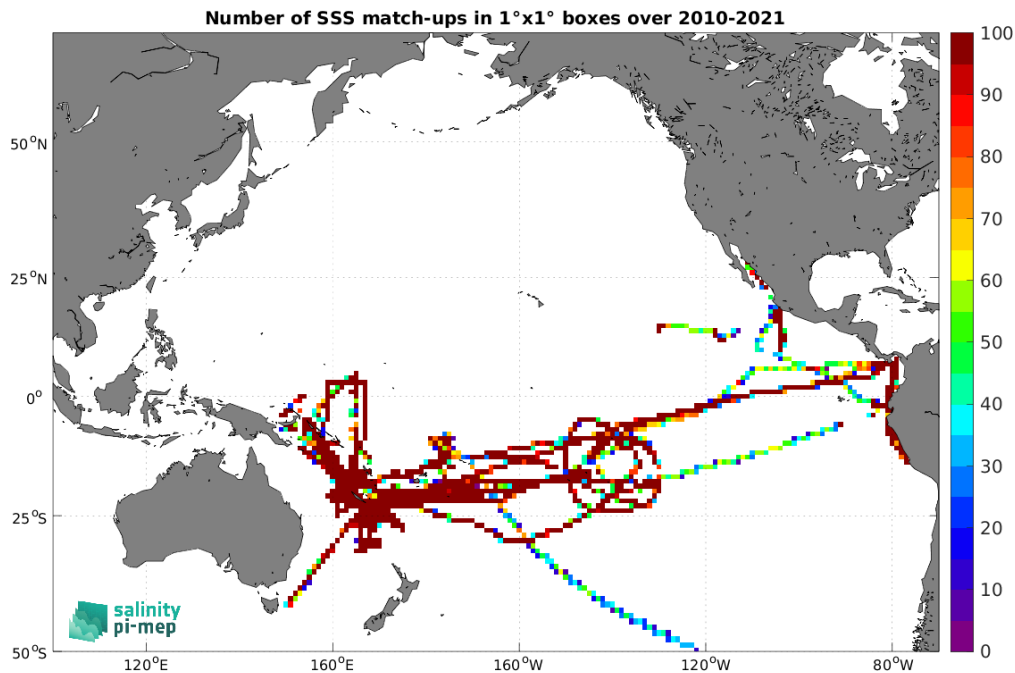 Number of SSS match-ups in 1°x1° boxes over 2010-2021
100
90
80
70
60
50
40
30
20
10
0
50°N
25°N
0°
25°S
50°S
120°E
160°E
160°W
120°W
80°W
salinity
pi-mep